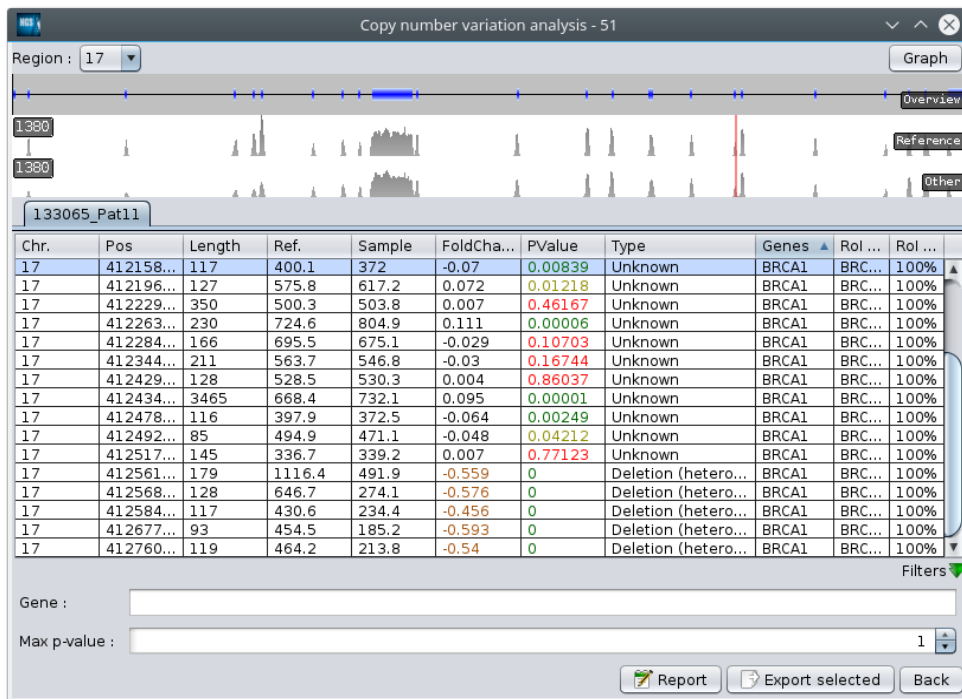 NGS
Copy number variation analysis - 51
Region : 17 Graph
Overview
1380 Reference
1380 Other
133065_Pat11
Chr. Pos Length Ref. Sample FoldCha... PValue Type Genes RoI ... RoI ...
17 412158... 117 400.1 372 -0.07 0.00839 Unknown BRCA1 BRC... 100%
17 412196... 127 575.8 617.2 0.072 0.01218 Unknown BRCA1 BRC... 100%
17 412229... 350 500.3 503.8 0.007 0.46167 Unknown BRCA1 BRC... 100%
17 412263... 230 724.6 804.9 0.111 0.00006 Unknown BRCA1 BRC... 100%
17 412284... 166 695.5 675.1 -0.029 0.10703 Unknown BRCA1 BRC... 100%
17 412344... 211 563.7 546.8 -0.03 0.16744 Unknown BRCA1 BRC... 100%
17 412429... 128 528.5 530.3 0.004 0.86037 Unknown BRCA1 BRC... 100%
17 412434... 3465 668.4 732.1 0.095 0.00001 Unknown BRCA1 BRC... 100%
17 412478... 116 397.9 372.5 -0.064 0.00249 Unknown BRCA1 BRC... 100%
17 412492... 85 494.9 471.1 -0.048 0.04212 Unknown BRCA1 BRC... 100%
17 412517... 145 336.7 339.2 0.007 0.77123 Unknown BRCA1 BRC... 100%
17 412561... 179 1116.4 491.9 -0.559 0 Deletion (hetero... BRCA1 BRC... 100%
17 412568... 128 646.7 274.1 -0.576 0 Deletion (hetero... BRCA1 BRC... 100%
17 412584... 117 430.6 234.4 -0.456 0 Deletion (hetero... BRCA1 BRC... 100%
17 412677... 93 454.5 185.2 -0.593 0 Deletion (hetero... BRCA1 BRC... 100%
17 412760... 119 464.2 213.8 -0.54 0 Deletion (hetero... BRCA1 BRC... 100%
Filters
Gene :
Max p-value : 1
Report Export selected Back